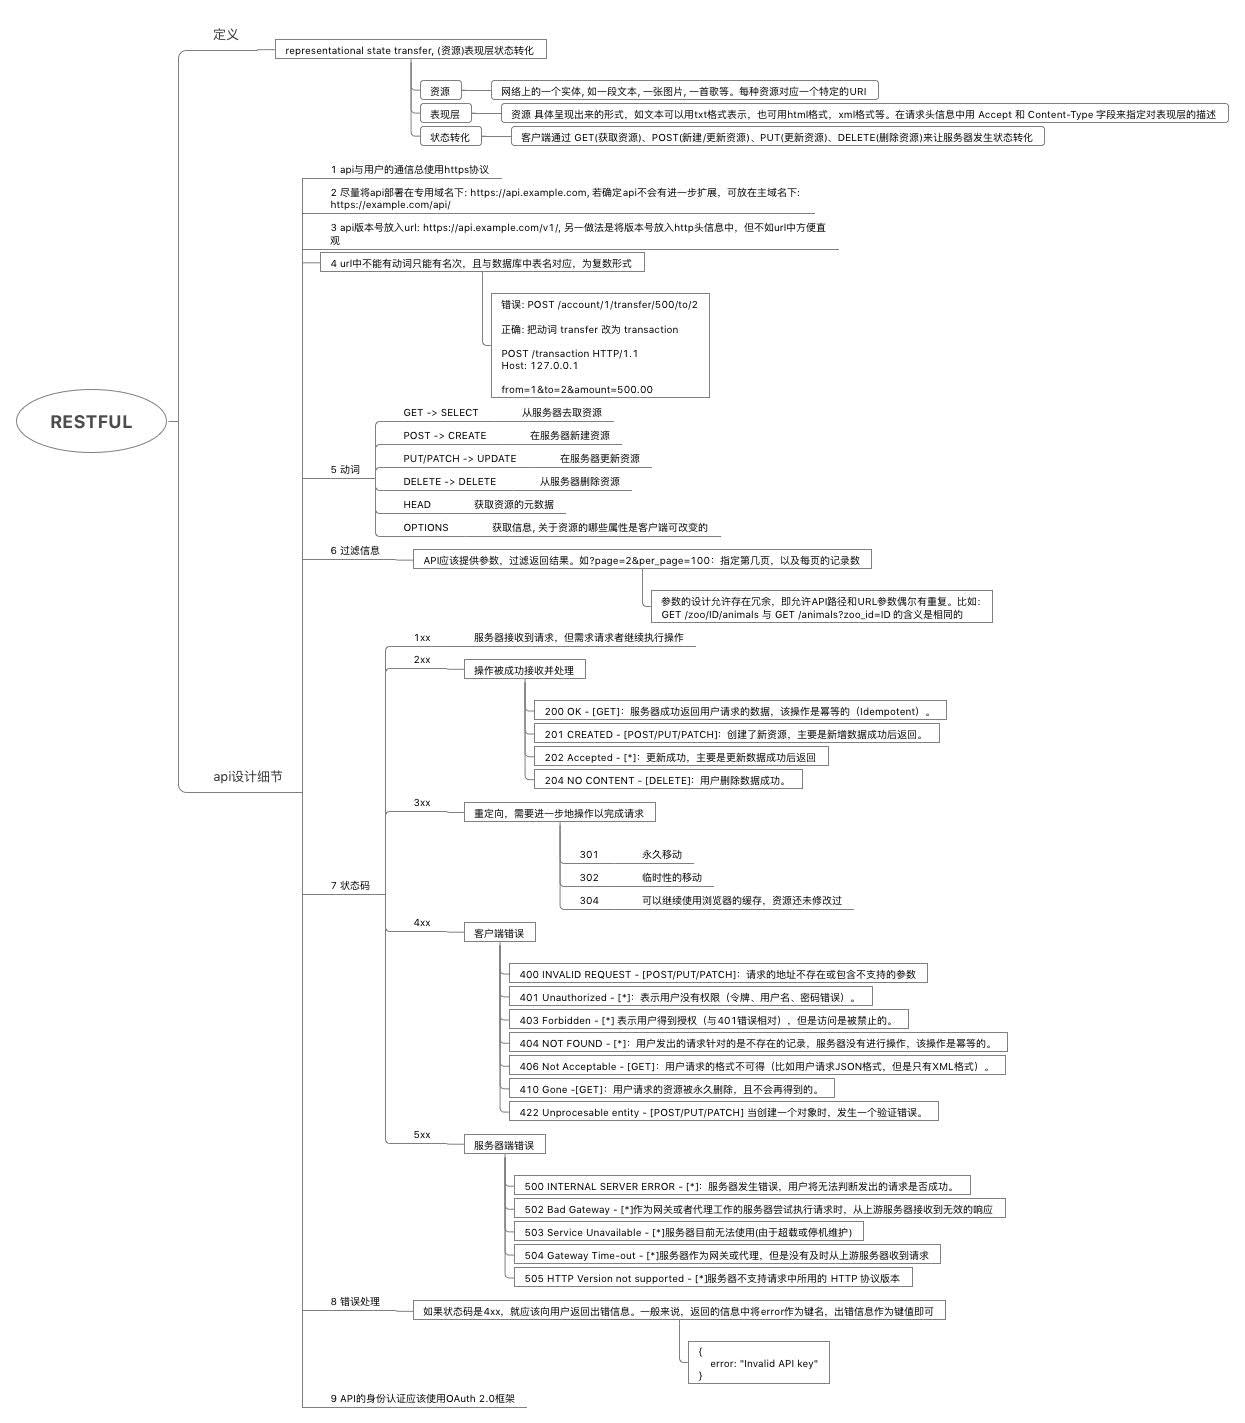 RESTFUL
定义
representational state transfer, (资源)表现层状态转化
资源
网络上的一个实体, 如一段文本, 一张图片, 一首歌等。每种资源对应一个特定的URI
表现层
资源 具体呈现出来的形式，如文本可以用txt格式表示，也可用html格式，xml格式等。在请求头信息中用 Accept 和 Content-Type 字段来指定对表现层的描述
状态转化
客户端通过 GET(获取资源)、POST(新建/更新资源)、PUT(更新资源)、DELETE(删除资源)来让服务器发生状态转化
api设计细节
1 api与用户的通信总使用https协议
2 尽量将api部署在专用域名下: https://api.example.com, 若确定api不会有进一步扩展，可放在主域名下:
https://example.com/api/
3 api版本号放入url: https://api.example.com/v1/, 另一做法是将版本号放入http头信息中，但不如url中方便直
观
4 url中不能有动词只能有名次，且与数据库中表名对应，为复数形式
错误: POST /account/1/transfer/500/to/2
正确: 把动词 transfer 改为 transaction
POST /transaction HTTP/1.1
Host: 127.0.0.1
from=1&to=2&amount=500.00
5 动词
GET -> SELECT 从服务器去取资源
POST -> CREATE 在服务器新建资源
PUT/PATCH -> UPDATE 在服务器更新资源
DELETE -> DELETE 从服务器删除资源
HEAD 获取资源的元数据
OPTIONS 获取信息, 关于资源的哪些属性是客户端可改变的
6 过滤信息
API应该提供参数，过滤返回结果。如?page=2&per_page=100：指定第几页，以及每页的记录数
参数的设计允许存在冗余，即允许API路径和URL参数偶尔有重复。比如：
GET /zoo/ID/animals 与 GET /animals?zoo_id=ID 的含义是相同的
7 状态码
1xx 服务器接收到请求，但需求请求者继续执行操作
2xx
操作被成功接收并处理
200 OK - [GET]：服务器成功返回用户请求的数据，该操作是幂等的（Idempotent）。
201 CREATED - [POST/PUT/PATCH]：创建了新资源，主要是新增数据成功后返回。
202 Accepted - [*]：更新成功，主要是更新数据成功后返回
204 NO CONTENT - [DELETE]：用户删除数据成功。
3xx
重定向，需要进一步地操作以完成请求
301 永久移动
302 临时性的移动
304 可以继续使用浏览器的缓存，资源还未修改过
4xx
客户端错误
400 INVALID REQUEST - [POST/PUT/PATCH]：请求的地址不存在或包含不支持的参数
401 Unauthorized - [*]：表示用户没有权限（令牌、用户名、密码错误）。
403 Forbidden - [*] 表示用户得到授权（与401错误相对），但是访问是被禁止的。
404 NOT FOUND - [*]：用户发出的请求针对的是不存在的记录，服务器没有进行操作，该操作是幂等的。
406 Not Acceptable - [GET]：用户请求的格式不可得（比如用户请求JSON格式，但是只有XML格式）。
410 Gone -[GET]：用户请求的资源被永久删除，且不会再得到的。
422 Unprocesable entity - [POST/PUT/PATCH] 当创建一个对象时，发生一个验证错误。
5xx
服务器端错误
500 INTERNAL SERVER ERROR - [*]：服务器发生错误，用户将无法判断发出的请求是否成功。
502 Bad Gateway - [*]作为网关或者代理工作的服务器尝试执行请求时，从上游服务器接收到无效的响应
503 Service Unavailable - [*]服务器目前无法使用(由于超载或停机维护)
504 Gateway Time-out - [*]服务器作为网关或代理，但是没有及时从上游服务器收到请求
505 HTTP Version not supported - [*]服务器不支持请求中所用的 HTTP 协议版本
8 错误处理
如果状态码是4xx，就应该向用户返回出错信息。一般来说，返回的信息中将error作为键名，出错信息作为键值即可
{
error: "Invalid API key"
}
9 API的身份认证应该使用OAuth 2.0框架